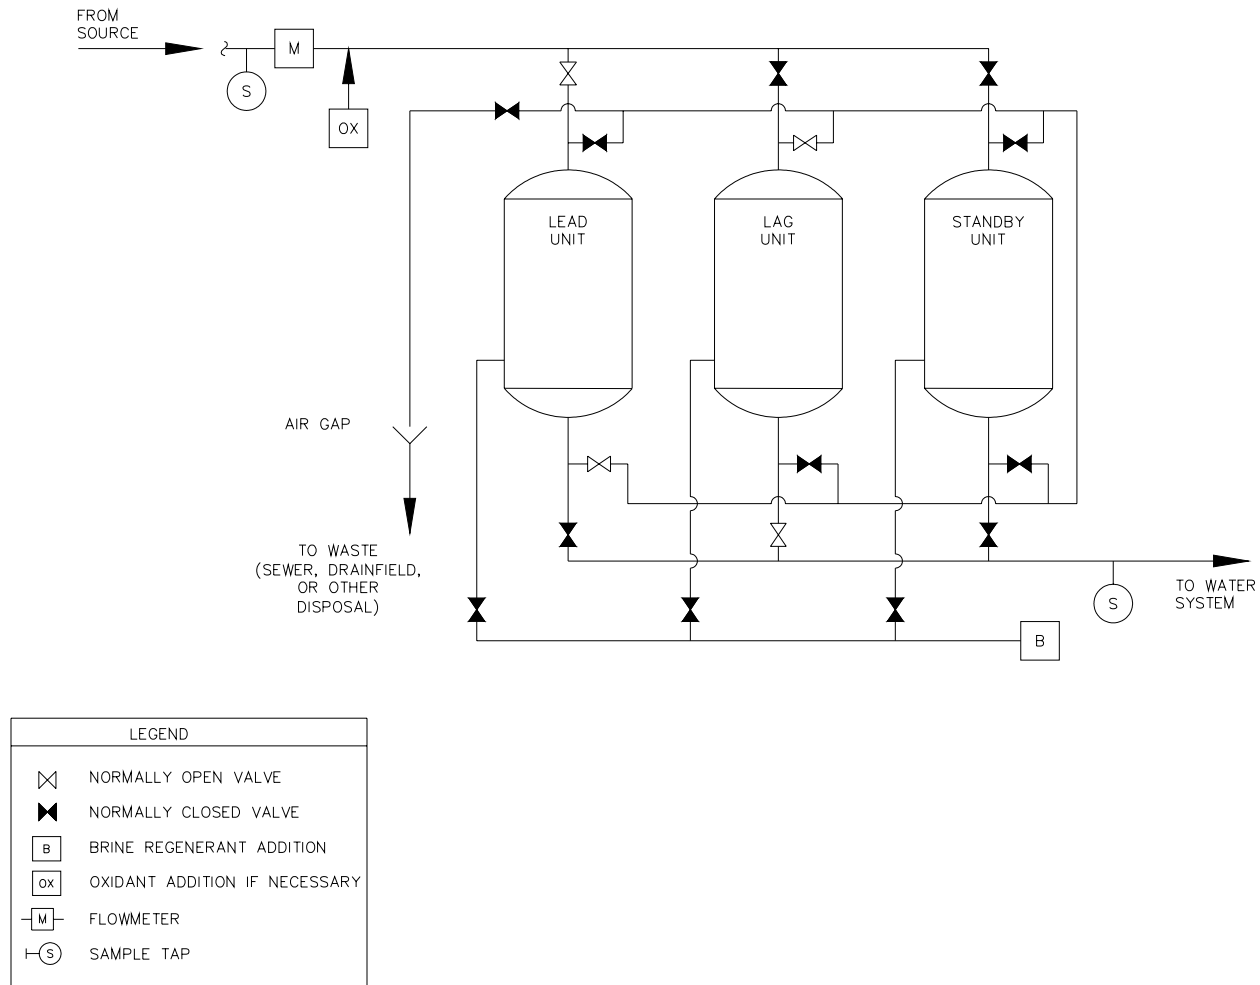 FROM
SOURCE
M
S
OX
LEAD
UNIT
LAG
UNIT
STANDBY
UNIT
AIR GAP
TO WASTE
(SEWER, DRAINFIELD,
OR OTHER
DISPOSAL)
TO WATER
SYSTEM
S
B
LEGEND
NORMALLY OPEN VALVE
NORMALLY CLOSED VALVE
B BRINE REGENERANT ADDITION
OX OXIDANT ADDITION IF NECESSARY
M FLOWMETER
S SAMPLE TAP